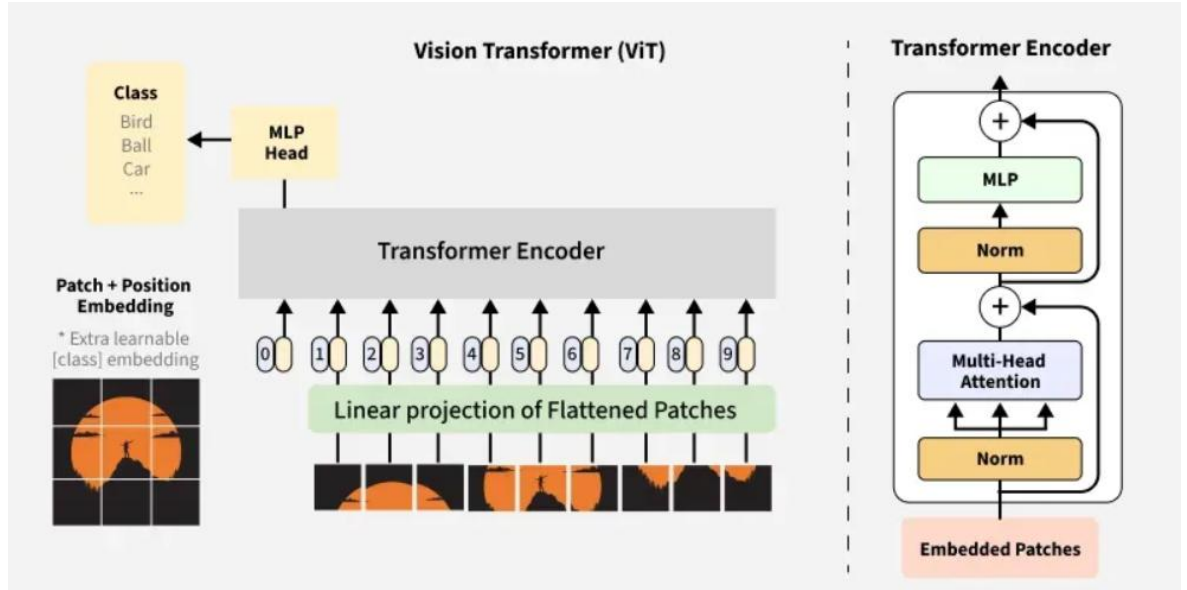 Vision Transformer (ViT)
Class
Bird
Ball
Car
...
MLP
Head
Transformer Encoder
Patch + Position
Embedding
* Extra learnable
[class] embedding
0 1 2 3 4 5 6 7 8 9
Linear projection of Flattened Patches
Transformer Encoder
+
MLP
Norm
+
Multi-Head
Attention
Norm
Embedded Patches